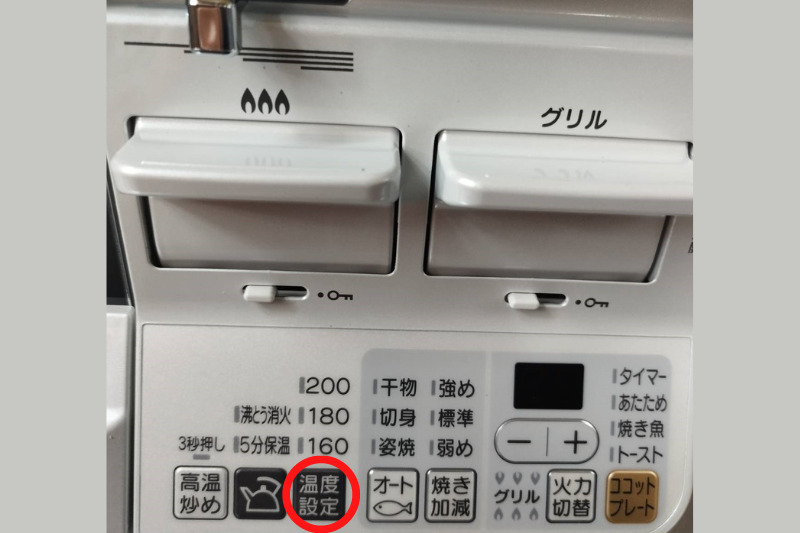 グリル
200
干物 強め
タイマー
沸とう消火 180
切身 標準
あたため
3秒押し 5分保温 160
姿焼 弱め
焼き魚
トースト
− +
高温
炒め
温度
設定
オート
焼き
加減
グリル
火力
切替
ココット
プレート